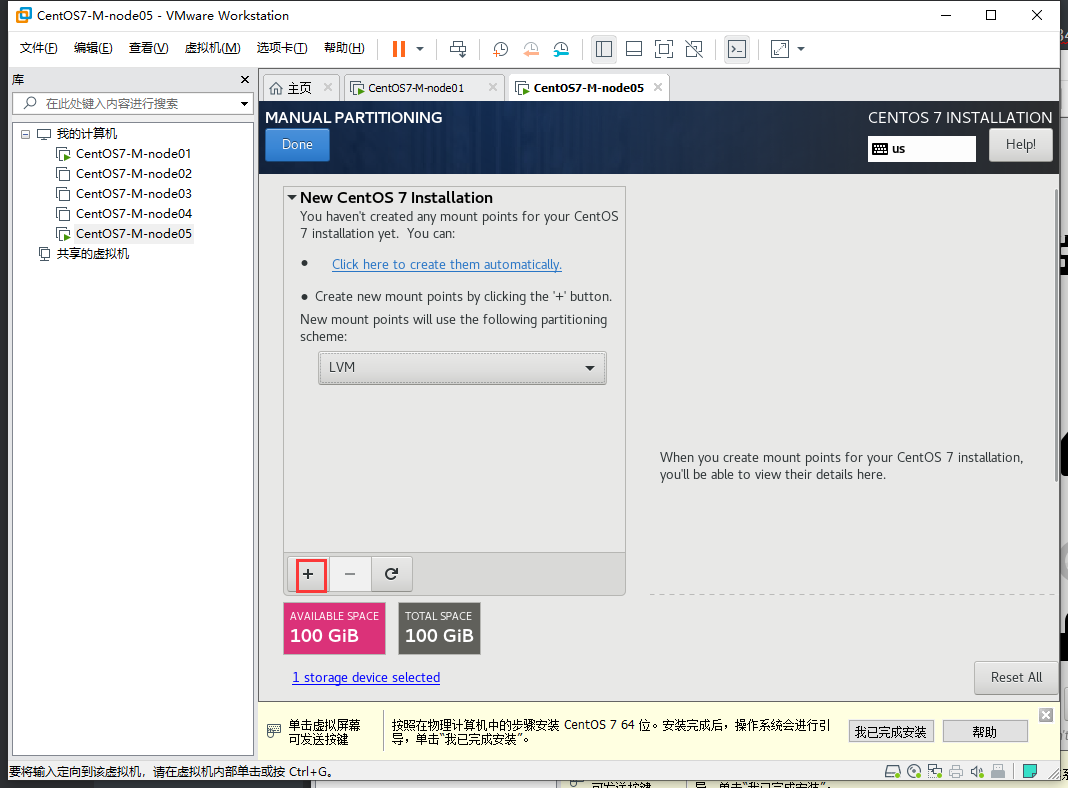 CentOS7-M-node05 - VMware Workstation
文件(F) 编辑(E) 查看(V) 虚拟机(M) 选项卡(T) 帮助(H)
库
在此处键入内容进行搜索
我的计算机
CentOS7-M-node01
CentOS7-M-node02
CentOS7-M-node03
CentOS7-M-node04
CentOS7-M-node05
共享的虚拟机
主页 CentOS7-M-node01 CentOS7-M-node05
MANUAL PARTITIONING
CENTOS 7 INSTALLATION
Done
us
Help!
New CentOS 7 Installation
You haven't created any mount points for your CentOS
7 installation yet. You can:
• Click here to create them automatically.
• Create new mount points by clicking the '+' button.
New mount points will use the following partitioning
scheme:
LVM
When you create mount points for your CentOS 7 installation,
you'll be able to view their details here.
+ −
AVAILABLE SPACE
100 GiB
TOTAL SPACE
100 GiB
1 storage device selected
Reset All
单击虚拟屏幕
可发送按键
按照在物理计算机中的步骤安装 CentOS 7 64 位。安装完成后，操作系统会进行引
导，单击“我已完成安装”。
我已完成安装
帮助
要将输入定向到该虚拟机，请在虚拟机内部单击或按 Ctrl+G。